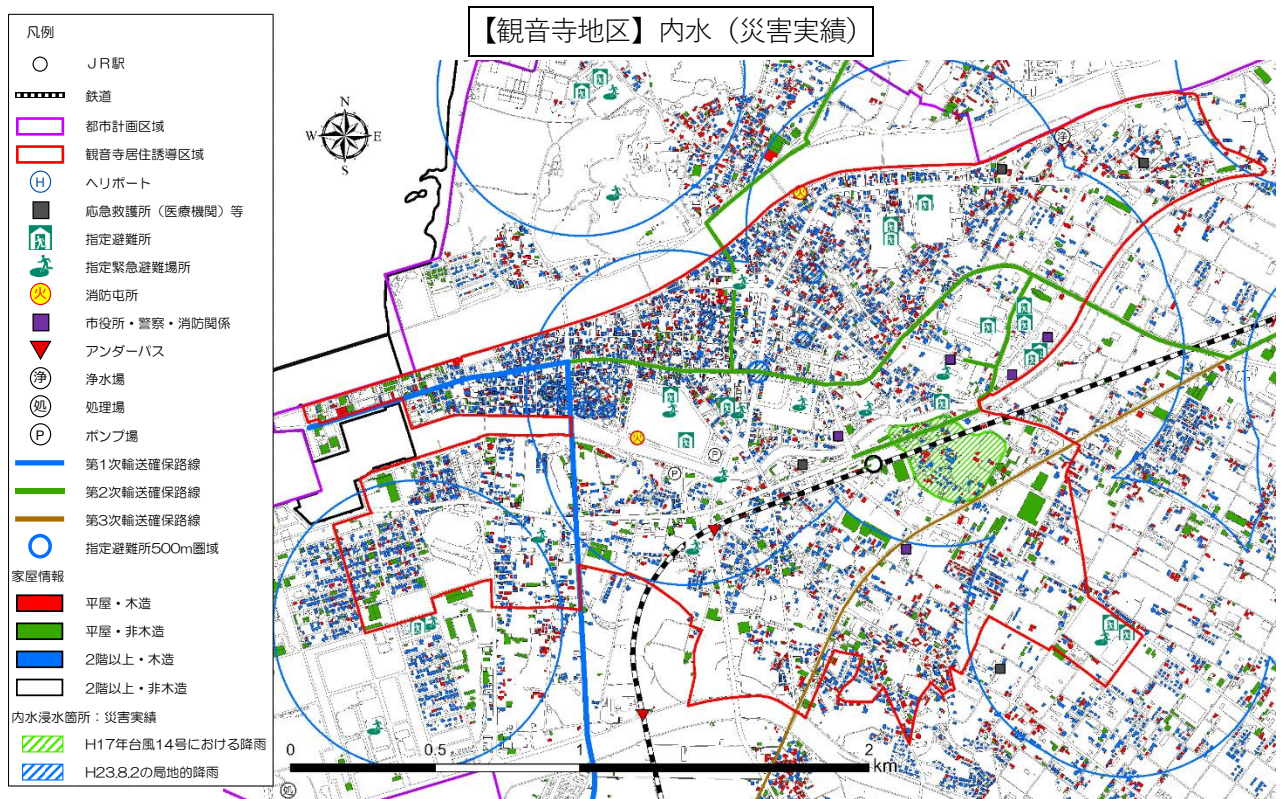 【観音寺地区】内水（災害実績）
凡例
ＪＲ駅
鉄道
都市計画区域
観音寺居住誘導区域
H ヘリポート
応急救護所（医療機関）等
指定避難所
指定緊急避難場所
火 消防屯所
市役所・警察・消防関係
アンダーパス
浄 浄水場
処 処理場
P ポンプ場
第1次輸送確保路線
第2次輸送確保路線
第3次輸送確保路線
指定避難所500m圏域
家屋情報
平屋・木造
平屋・非木造
2階以上・木造
2階以上・非木造
内水浸水箇所：災害実績
H17年台風14号における降雨
H23.8.2の局地的降雨
N
W E
S
浄
火
火
P
P
処
0 0.5 1 2
km